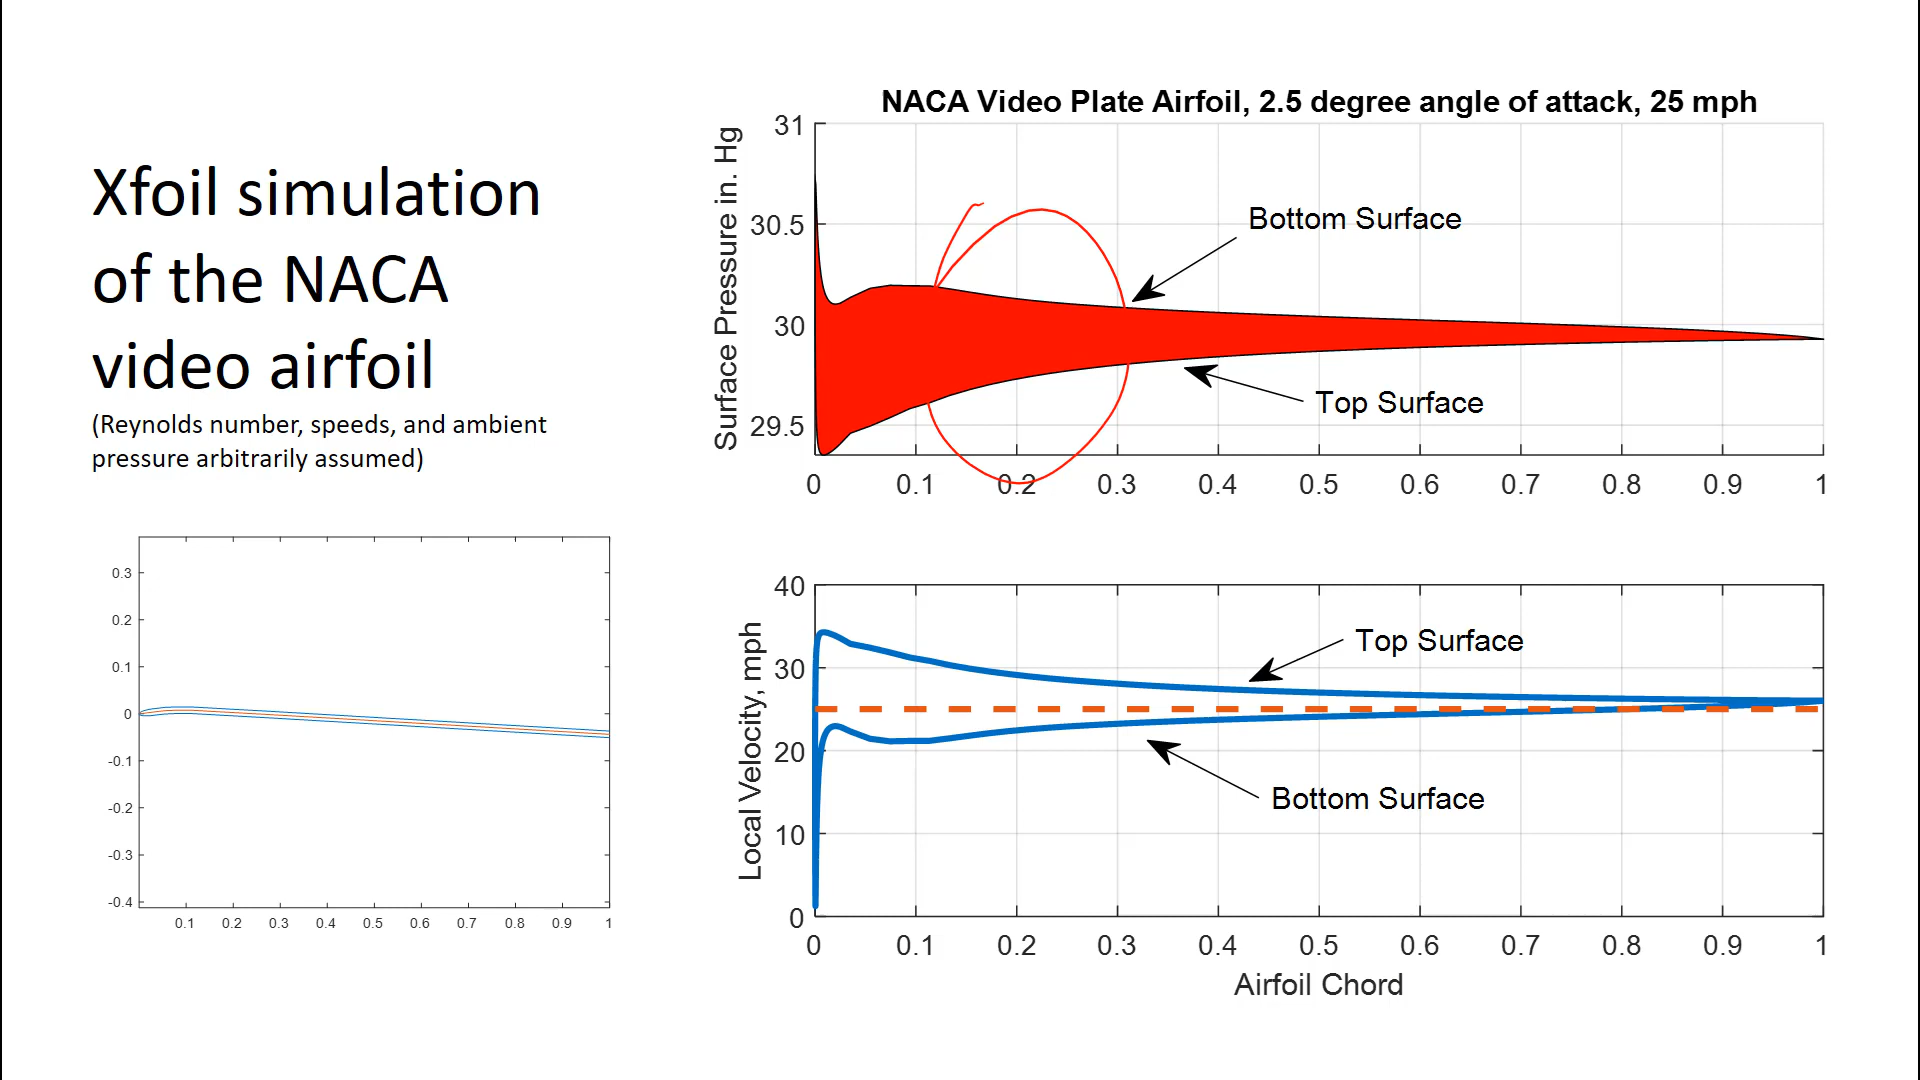 Xfoil simulation
of the NACA
video airfoil
(Reynolds number, speeds, and ambient
pressure arbitrarily assumed)
0.3
0.2
0.1
0
-0.1
-0.2
-0.3
-0.4
0.1 0.2 0.3 0.4 0.5 0.6 0.7 0.8 0.9 1
NACA Video Plate Airfoil, 2.5 degree angle of attack, 25 mph
Surface Pressure in. Hg
31
30.5
30
29.5
Bottom Surface
Top Surface
0 0.1 0.2 0.3 0.4 0.5 0.6 0.7 0.8 0.9 1
Local Velocity, mph
40
30
20
10
0
Top Surface
Bottom Surface
0 0.1 0.2 0.3 0.4 0.5 0.6 0.7 0.8 0.9 1
Airfoil Chord